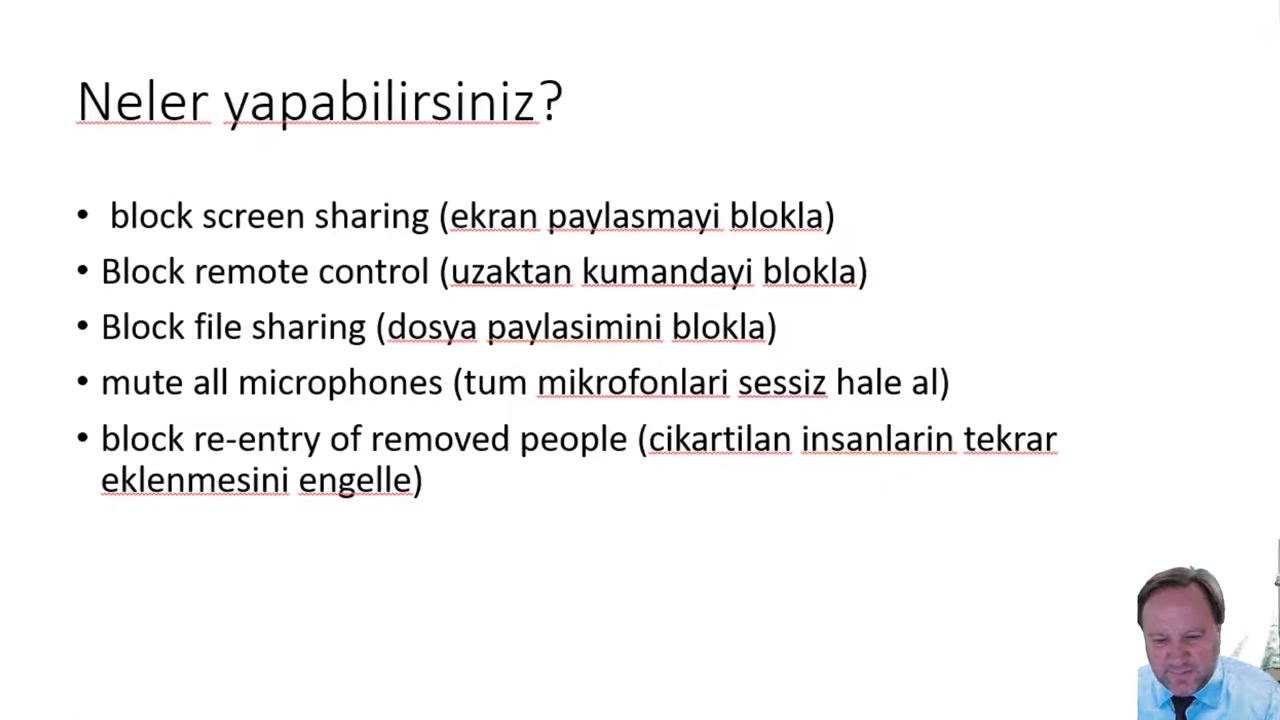 Neler yapabilirsiniz?
• block screen sharing (ekran paylasmayi blokla)
• Block remote control (uzaktan kumandayi blokla)
• Block file sharing (dosya paylasimini blokla)
• mute all microphones (tum mikrofonlari sessiz hale al)
• block re-entry of removed people (cikartilan insanlarin tekrar
eklenmesini engelle)